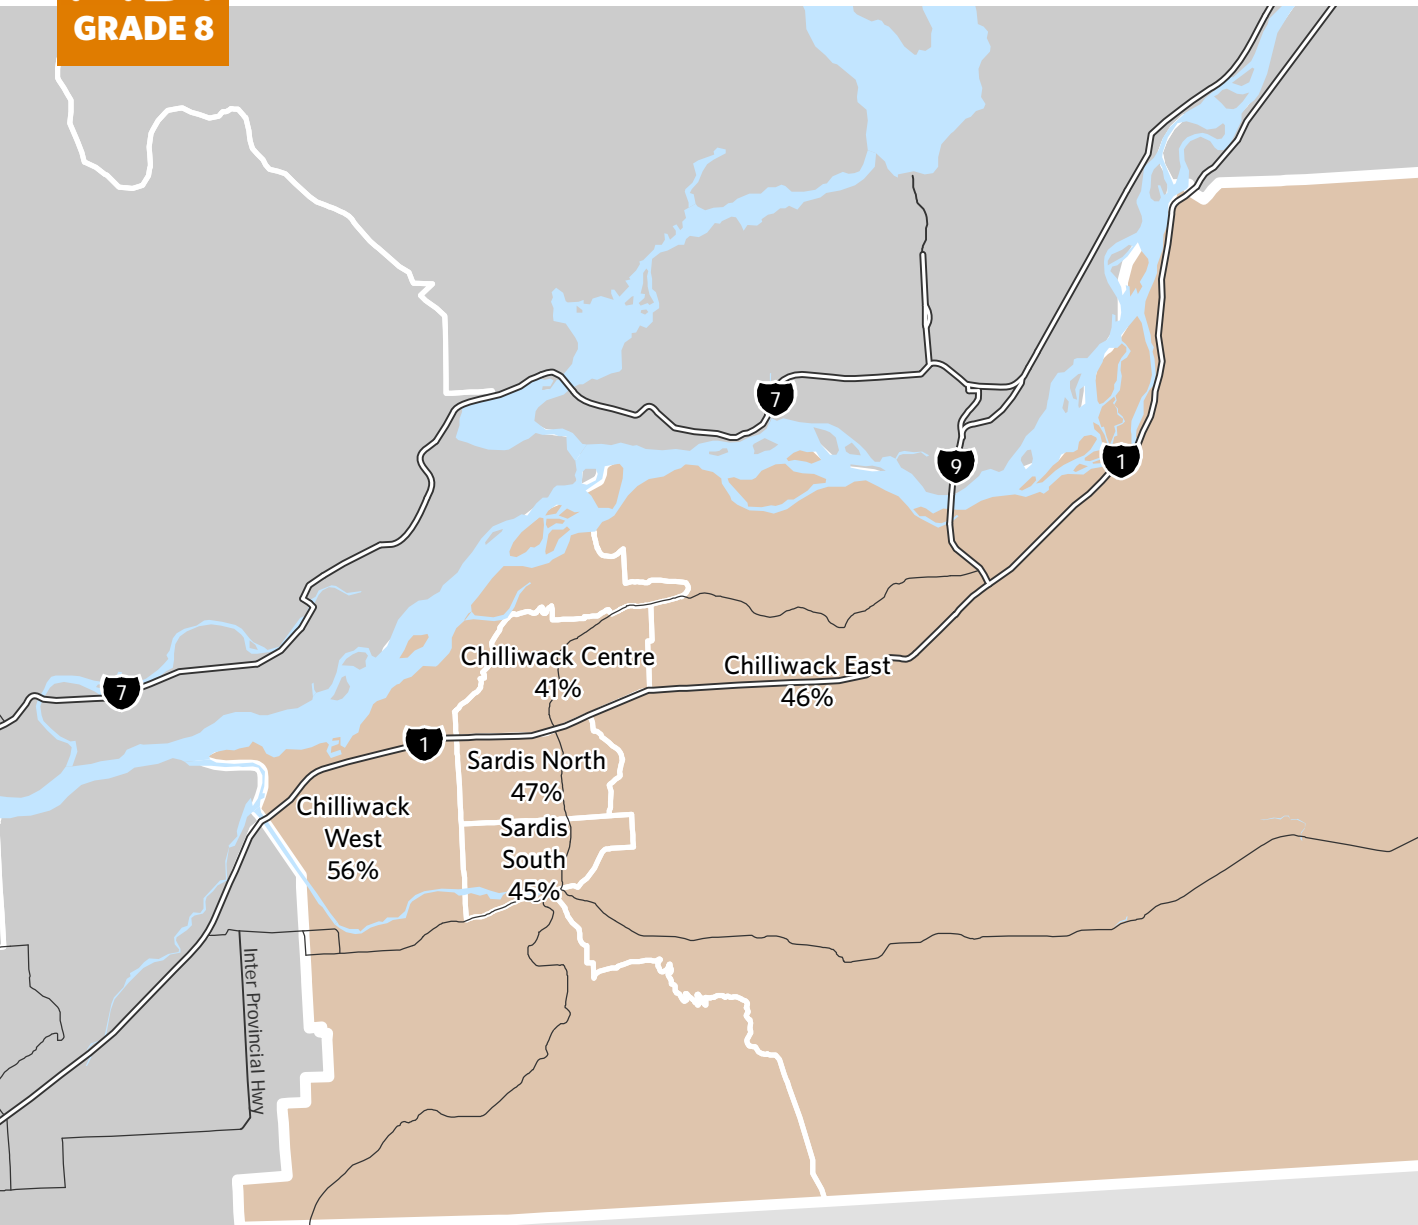 GRADE 8
7
9
1
Chilliwack Centre
41%
Chilliwack East
46%
7
1
Sardis North
47%
Chilliwack
West
56%
Sardis
South
45%
Inter Provincial Hwy